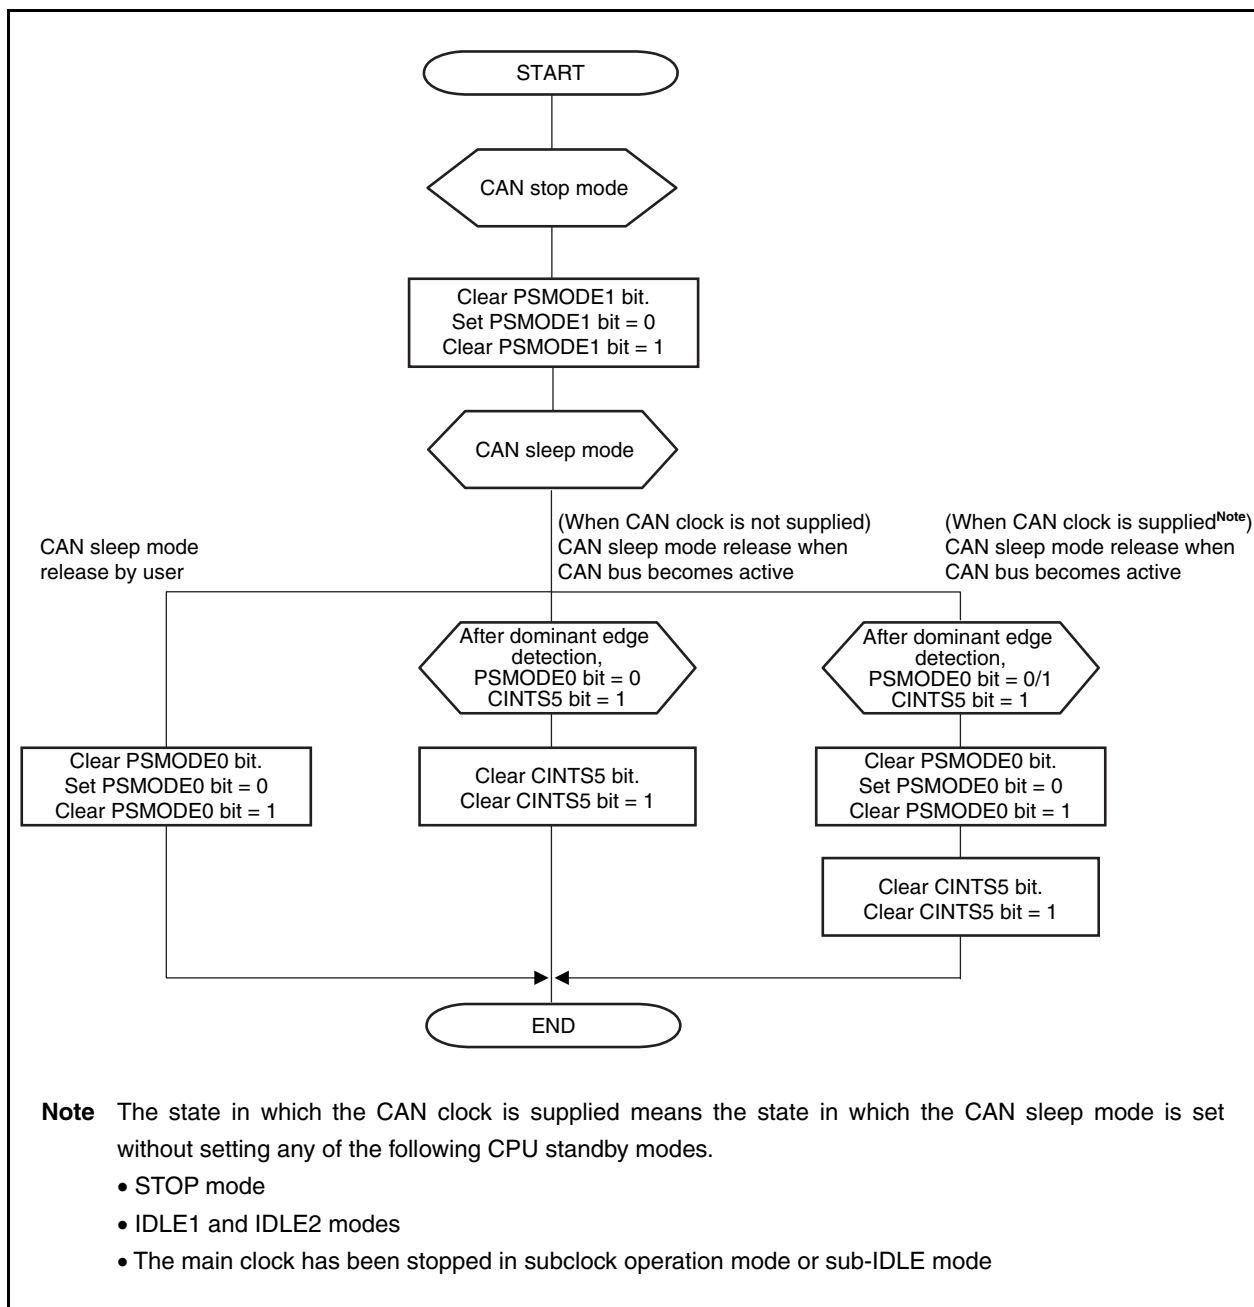 START
CAN stop mode
Clear PSMODE1 bit.
Set PSMODE1 bit = 0
Clear PSMODE1 bit = 1
CAN sleep mode
CAN sleep mode
release by user
(When CAN clock is not supplied)
CAN sleep mode release when
CAN bus becomes active
(When CAN clock is supplied Note)
CAN sleep mode release when
CAN bus becomes active
After dominant edge
detection,
PSMODE0 bit = 0
CINTS5 bit = 1
After dominant edge
detection,
PSMODE0 bit = 0/1
CINTS5 bit = 1
Clear PSMODE0 bit.
Set PSMODE0 bit = 0
Clear PSMODE0 bit = 1
Clear CINTS5 bit.
Clear CINTS5 bit = 1
Clear PSMODE0 bit.
Set PSMODE0 bit = 0
Clear PSMODE0 bit = 1
Clear CINTS5 bit.
Clear CINTS5 bit = 1
END
Note The state in which the CAN clock is supplied means the state in which the CAN sleep mode is set
without setting any of the following CPU standby modes.
• STOP mode
• IDLE1 and IDLE2 modes
• The main clock has been stopped in subclock operation mode or sub-IDLE mode